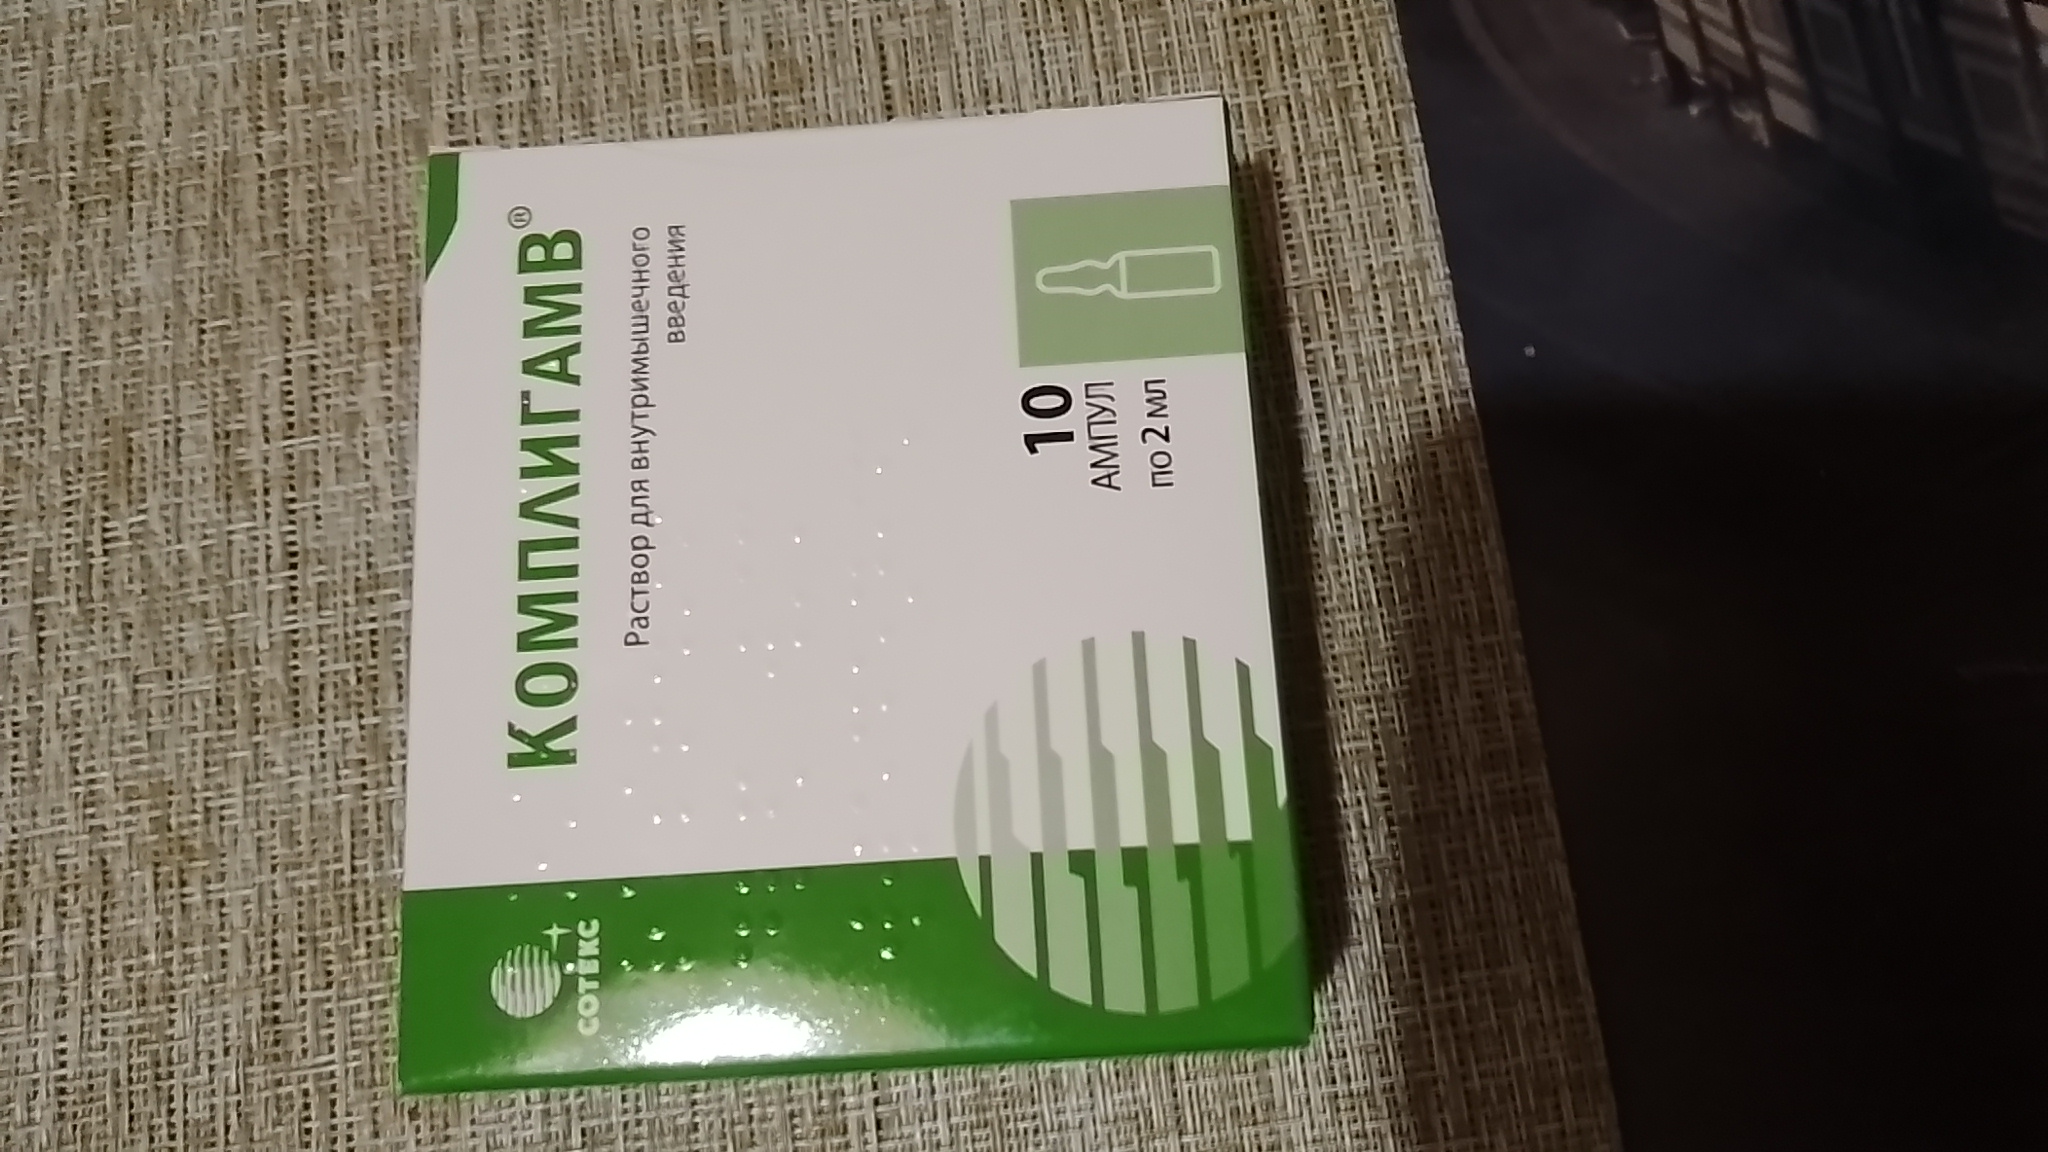 КОМПЛИГАМВ®
Раствор для внутримышечного
введения
10
АМПУЛ
по 2 мл
СОТЕКС